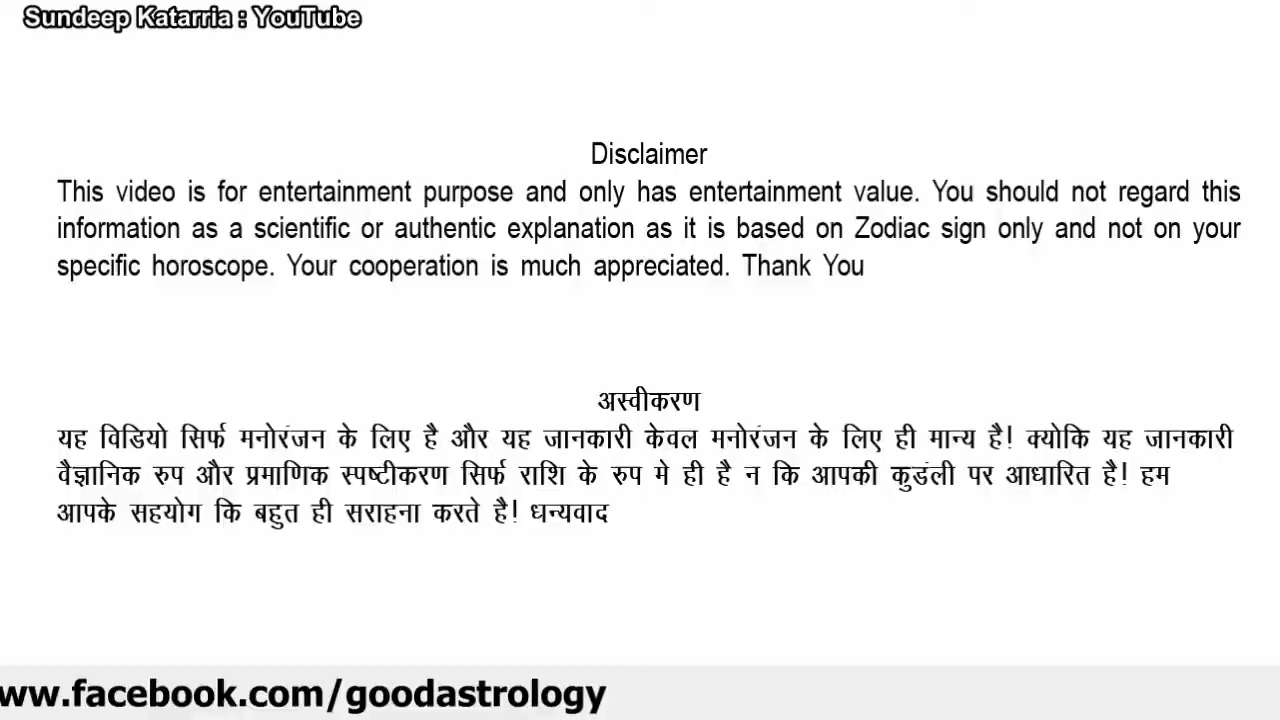 Sundeep Katarria : YouTube
Disclaimer
This video is for entertainment purpose and only has entertainment value. You should not regard this
information as a scientific or authentic explanation as it is based on Zodiac sign only and not on your
specific horoscope. Your cooperation is much appreciated. Thank You
अस्वीकरण
यह विडियो सिर्फ मनोरंजन के लिए है और यह जानकारी केवल मनोरंजन के लिए ही मान्य है! क्योकि यह जानकारी
वैज्ञानिक रुप और प्रमाणिक स्पष्टीकरण सिर्फ राशि के रुप मे ही है न कि आपकी कुडंली पर आधारित है! हम
आपके सहयोग कि बहुत ही सराहना करते है! धन्यवाद
ww.facebook.com/goodastrology